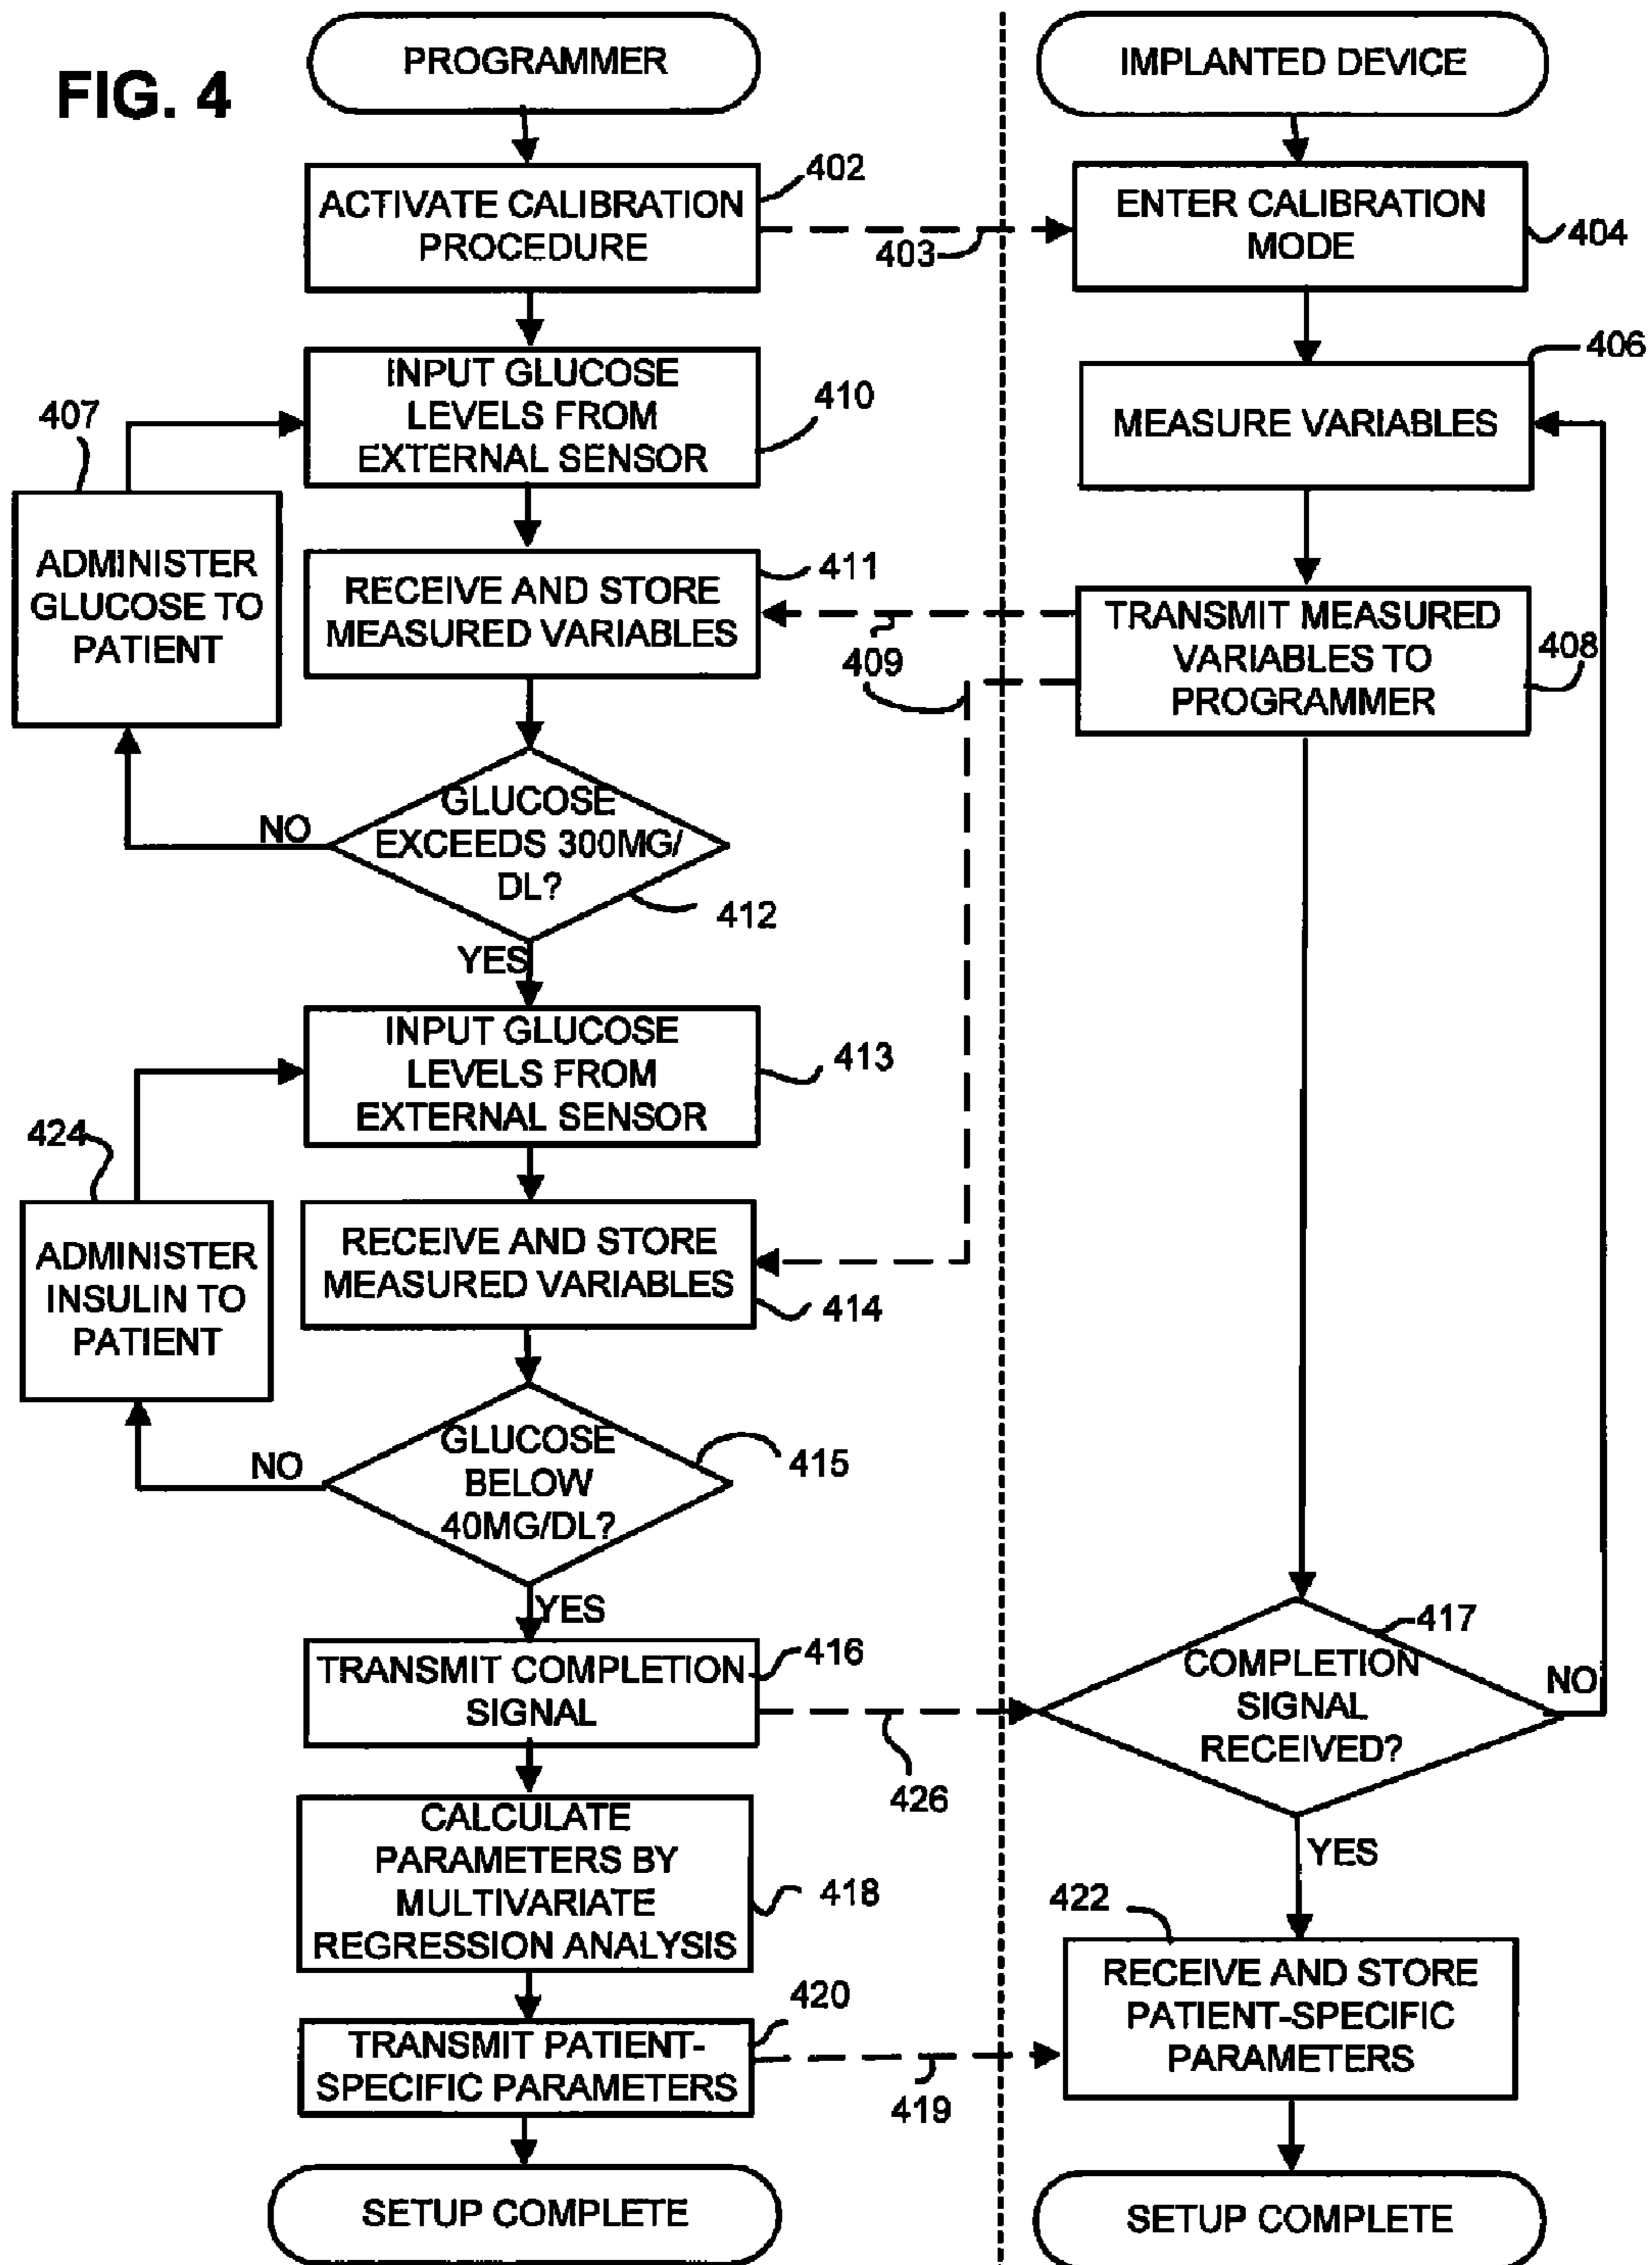 FIG. 4
PROGRAMMER
IMPLANTED DEVICE
402
ACTIVATE CALIBRATION
PROCEDURE
403
ENTER CALIBRATION
MODE
404
406
INPUT GLUCOSE
LEVELS FROM
EXTERNAL SENSOR
410
MEASURE VARIABLES
407
ADMINISTER
GLUCOSE TO
PATIENT
411
RECEIVE AND STORE
MEASURED VARIABLES
409
TRANSMIT MEASURED
VARIABLES TO
PROGRAMMER
408
GLUCOSE
EXCEEDS 300MG/
DL?
NO
412
YES
INPUT GLUCOSE
LEVELS FROM
EXTERNAL SENSOR
413
424
ADMINISTER
INSULIN TO
PATIENT
RECEIVE AND STORE
MEASURED VARIABLES
414
GLUCOSE
BELOW
40MG/DL?
NO
415
YES
TRANSMIT COMPLETION
SIGNAL
416
426
417
COMPLETION
SIGNAL
RECEIVED?
NO
YES
CALCULATE
PARAMETERS BY
MULTIVARIATE
REGRESSION ANALYSIS
418
422
RECEIVE AND STORE
PATIENT-SPECIFIC
PARAMETERS
420
TRANSMIT PATIENT-
SPECIFIC PARAMETERS
419
SETUP COMPLETE
SETUP COMPLETE